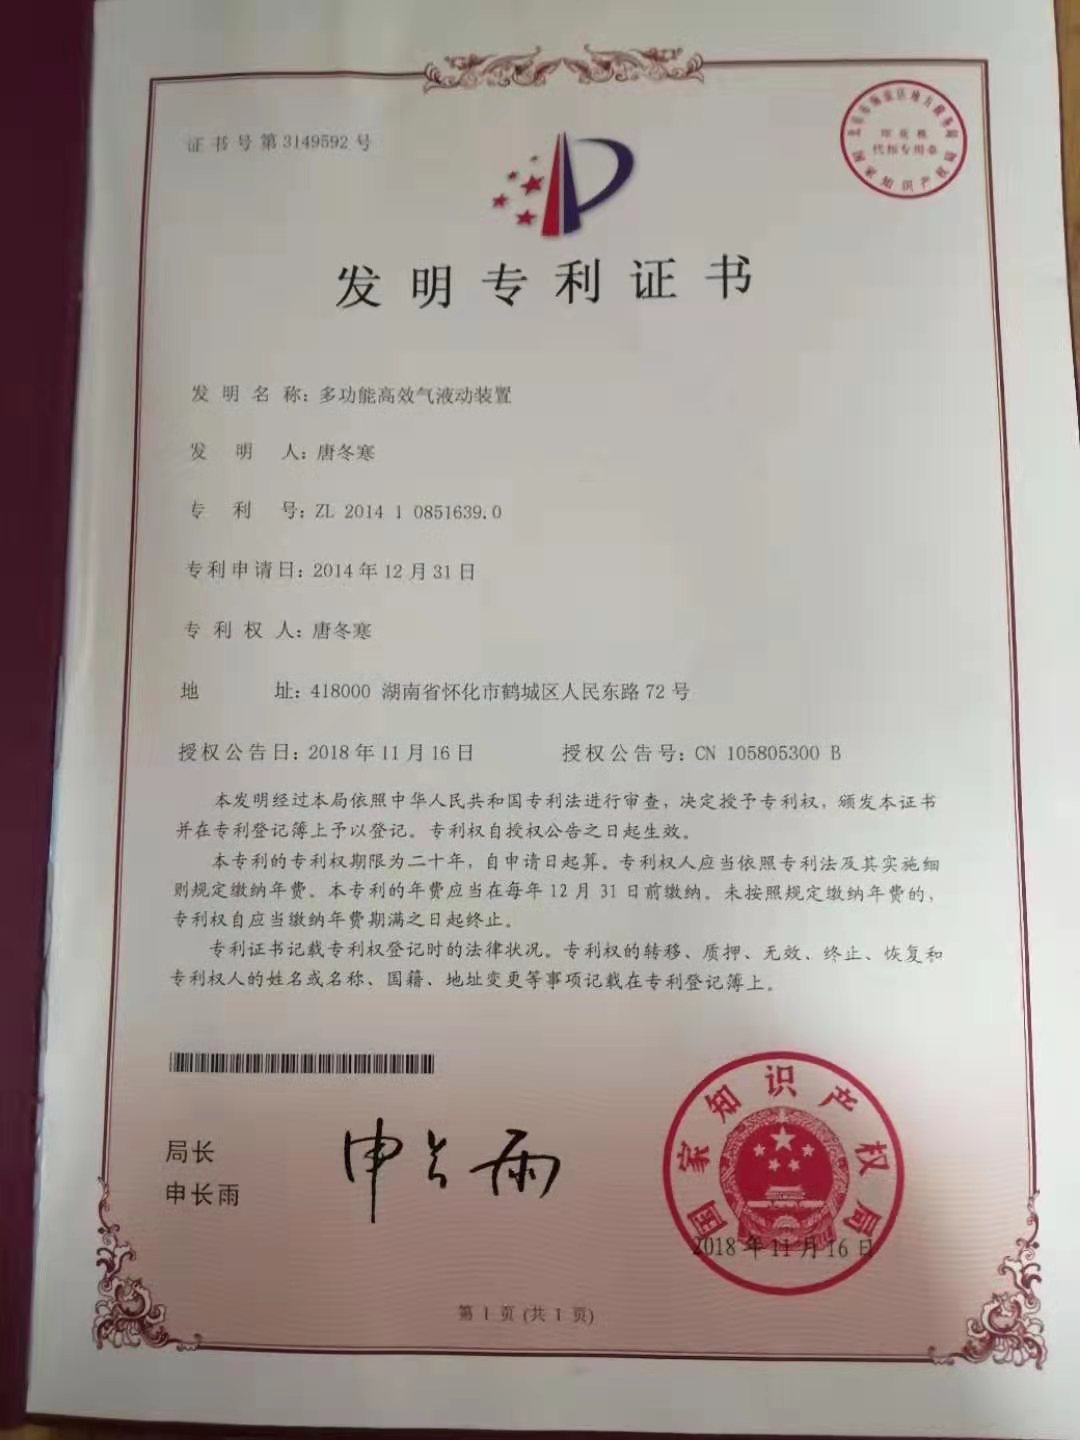 证书号第3149592号
国家知识产权局
印花税
代扣专用章
发明专利证书
发明名称：多功能高效气液动装置
发明人：唐冬寒
专利号：ZL 2014 1 0851639.0
专利申请日：2014年12月31日
专利权人：唐冬寒
地址：418000 湖南省怀化市鹤城区人民东路72号
授权公告日：2018年11月16日 授权公告号：CN 105805300 B
本发明经过本局依照中华人民共和国专利法进行审查，决定授予专利权，颁发本证书
并在专利登记簿上予以登记。专利权自授权公告之日起生效。
本专利的专利权期限为二十年，自申请日起算。专利权人应当依照专利法及其实施细
则规定缴纳年费。本专利的年费应当在每年12月31日前缴纳。未按照规定缴纳年费的，
专利权自应当缴纳年费期满之日起终止。
专利证书记载专利权登记时的法律状况。专利权的转移、质押、无效、终止、恢复和
专利权人的姓名或名称、国籍、地址变更等事项记载在专利登记簿上。
局长
申长雨
申长雨
国家知识产权局
2018年11月16日
第 1 页 (共 1 页)